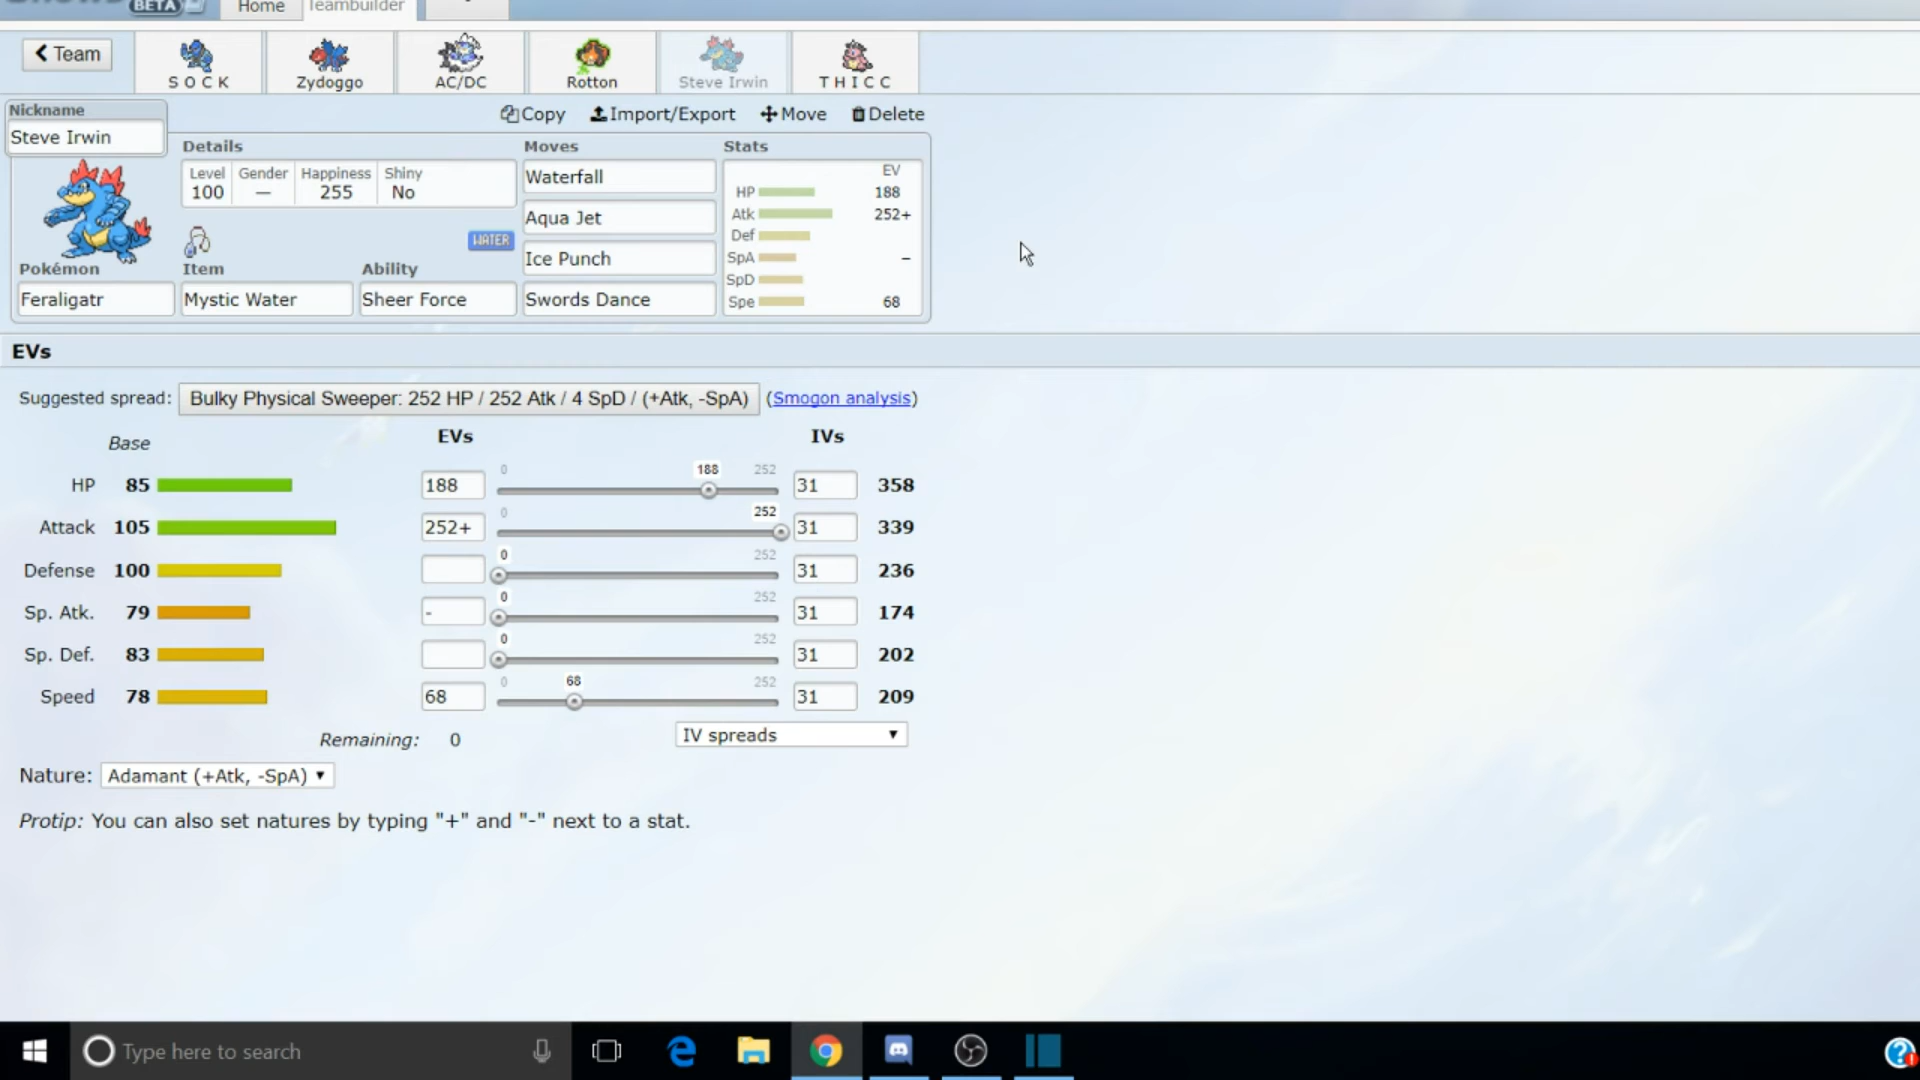 BETA Home Teambuilder
Team
S O C K
Zydoggo
AC/DC
Rotton
Steve Irwin
T H I C C
Nickname
Steve Irwin
Copy Import/Export Move Delete
Details
Level Gender Happiness Shiny
100 — 255 No
WATER
Pokémon Item Ability
Feraligatr Mystic Water Sheer Force
Moves
Waterfall
Aqua Jet
Ice Punch
Swords Dance
Stats
EV
HP 188
Atk 252+
Def
SpA –
SpD
Spe 68
EVs
Suggested spread: Bulky Physical Sweeper: 252 HP / 252 Atk / 4 SpD / (+Atk, -SpA) (Smogon analysis)
Base EVs IVs
HP 85 188 0 188 252 31 358
Attack 105 252+ 0 252 31 339
Defense 100 0 252 31 236
Sp. Atk. 79 - 0 252 31 174
Sp. Def. 83 0 252 31 202
Speed 78 68 0 68 252 31 209
Remaining: 0 IV spreads
Nature: Adamant (+Atk, -SpA)
Protip: You can also set natures by typing "+" and "-" next to a stat.
Type here to search